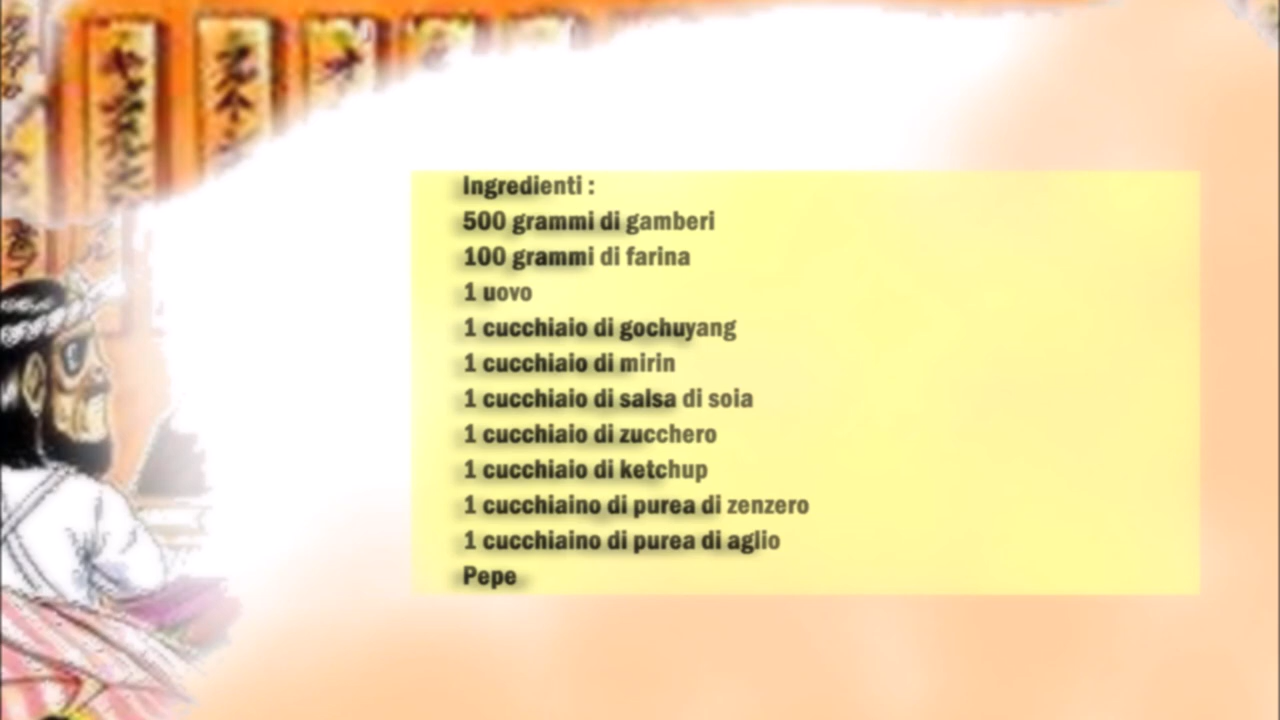 Ingredienti :
500 grammi di gamberi
100 grammi di farina
1 uovo
1 cucchiaio di gochuyang
1 cucchiaio di mirin
1 cucchiaio di salsa di soia
1 cucchiaio di zucchero
1 cucchiaio di ketchup
1 cucchiaino di purea di zenzero
1 cucchiaino di purea di aglio
Pepe